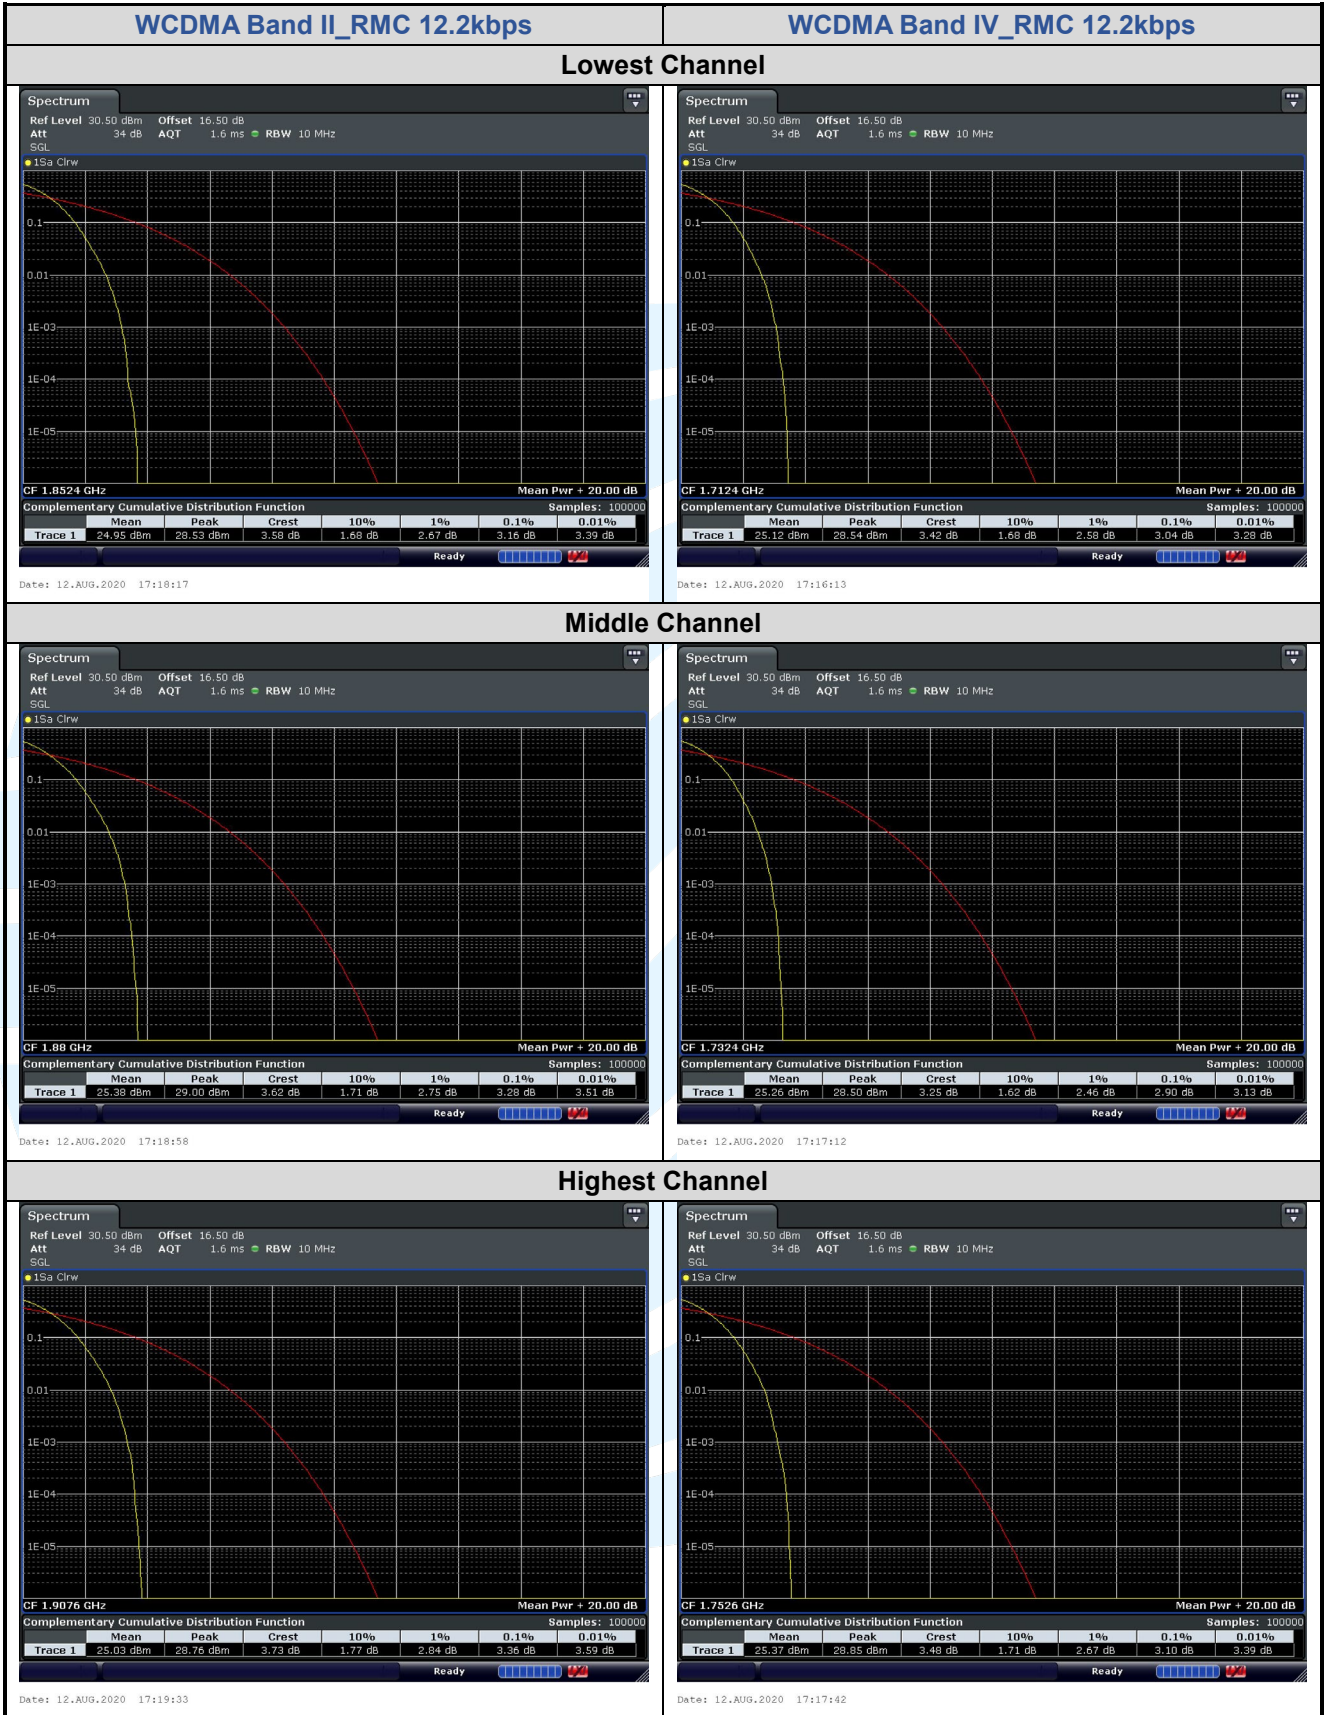 WCDMA Band II_RMC 12.2kbps WCDMA Band IV_RMC 12.2kbps
Lowest Channel
Spectrum
Ref Level 30.50 dBm Offset 16.50 dB
Att 34 dB AQT 1.6 ms RBW 10 MHz
SGL
1Sa Clrw
0.1
0.01
1E-03
1E-04
1E-05
CF 1.8524 GHz Mean Pwr + 20.00 dB
Complementary Cumulative Distribution Function Samples: 100000
Mean Peak Crest 10% 1% 0.1% 0.01%
Trace 1 24.95 dBm 28.53 dBm 3.58 dB 1.68 dB 2.67 dB 3.16 dB 3.39 dB
Ready
Date: 12.AUG.2020 17:18:17
Spectrum
Ref Level 30.50 dBm Offset 16.50 dB
Att 34 dB AQT 1.6 ms RBW 10 MHz
SGL
1Sa Clrw
0.1
0.01
1E-03
1E-04
1E-05
CF 1.7124 GHz Mean Pwr + 20.00 dB
Complementary Cumulative Distribution Function Samples: 100000
Mean Peak Crest 10% 1% 0.1% 0.01%
Trace 1 25.12 dBm 28.54 dBm 3.42 dB 1.68 dB 2.58 dB 3.04 dB 3.28 dB
Ready
Date: 12.AUG.2020 17:16:13
Middle Channel
Spectrum
Ref Level 30.50 dBm Offset 16.50 dB
Att 34 dB AQT 1.6 ms RBW 10 MHz
SGL
1Sa Clrw
0.1
0.01
1E-03
1E-04
1E-05
CF 1.88 GHz Mean Pwr + 20.00 dB
Complementary Cumulative Distribution Function Samples: 100000
Mean Peak Crest 10% 1% 0.1% 0.01%
Trace 1 25.38 dBm 29.00 dBm 3.62 dB 1.71 dB 2.75 dB 3.28 dB 3.51 dB
Ready
Date: 12.AUG.2020 17:18:58
Spectrum
Ref Level 30.50 dBm Offset 16.50 dB
Att 34 dB AQT 1.6 ms RBW 10 MHz
SGL
1Sa Clrw
0.1
0.01
1E-03
1E-04
1E-05
CF 1.7324 GHz Mean Pwr + 20.00 dB
Complementary Cumulative Distribution Function Samples: 100000
Mean Peak Crest 10% 1% 0.1% 0.01%
Trace 1 25.26 dBm 28.50 dBm 3.25 dB 1.62 dB 2.46 dB 2.90 dB 3.13 dB
Ready
Date: 12.AUG.2020 17:17:12
Highest Channel
Spectrum
Ref Level 30.50 dBm Offset 16.50 dB
Att 34 dB AQT 1.6 ms RBW 10 MHz
SGL
1Sa Clrw
0.1
0.01
1E-03
1E-04
1E-05
CF 1.9076 GHz Mean Pwr + 20.00 dB
Complementary Cumulative Distribution Function Samples: 100000
Mean Peak Crest 10% 1% 0.1% 0.01%
Trace 1 25.03 dBm 28.76 dBm 3.73 dB 1.77 dB 2.84 dB 3.36 dB 3.59 dB
Ready
Date: 12.AUG.2020 17:19:33
Spectrum
Ref Level 30.50 dBm Offset 16.50 dB
Att 34 dB AQT 1.6 ms RBW 10 MHz
SGL
1Sa Clrw
0.1
0.01
1E-03
1E-04
1E-05
CF 1.7526 GHz Mean Pwr + 20.00 dB
Complementary Cumulative Distribution Function Samples: 100000
Mean Peak Crest 10% 1% 0.1% 0.01%
Trace 1 25.37 dBm 28.85 dBm 3.48 dB 1.71 dB 2.67 dB 3.10 dB 3.39 dB
Ready
Date: 12.AUG.2020 17:17:42